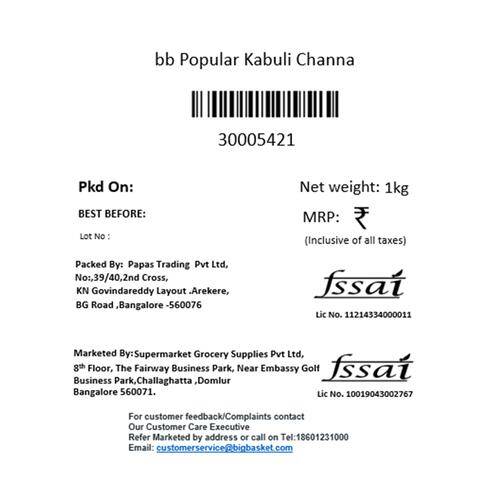 bb Popular Kabuli Channa
30005421
Pkd On:
Net weight: 1kg
BEST BEFORE:
MRP: ₹
Lot No :
(Inclusive of all taxes)
Packed By: Papas Trading Pvt Ltd,
No:,39/40,2nd Cross,
KN Govindareddy Layout .Arekere,
BG Road ,Bangalore -560076
fssai
Lic No. 11214334000011
Marketed By:Supermarket Grocery Supplies Pvt Ltd,
8th Floor, The Fairway Business Park, Near Embassy Golf
Business Park,Challaghatta ,Domlur
Bangalore 560071.
fssai
Lic No. 10019043002767
For customer feedback/Complaints contact
Our Customer Care Executive
Refer Marketed by address or call on Tel:18601231000
Email: customerservice@bigbasket.com